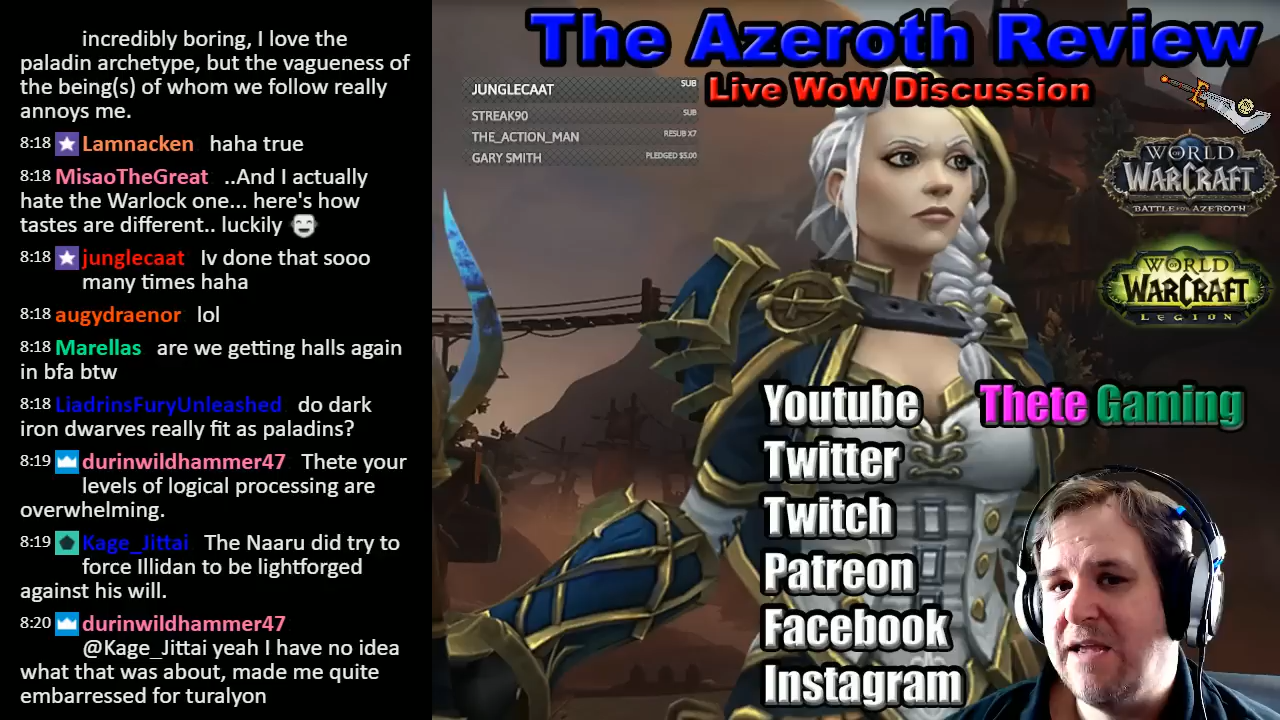 incredibly boring, I love the
paladin archetype, but the vagueness of
the being(s) of whom we follow really
annoys me.
8:18 Lamnacken haha true
8:18 MisaoTheGreat ..And I actually
hate the Warlock one... here's how
tastes are different.. luckily
8:18 junglecaat Iv done that sooo
many times haha
8:18 augydraenor lol
8:18 Marellas are we getting halls again
in bfa btw
8:18 LiadrinsFuryUnleashed do dark
iron dwarves really fit as paladins?
8:19 durinwildhammer47 Thete your
levels of logical processing are
overwhelming.
8:19 Kage_Jittai The Naaru did try to
force Illidan to be lightforged
against his will.
8:20 durinwildhammer47
@Kage_Jittai yeah I have no idea
what that was about, made me quite
embarressed for turalyon
The Azeroth Review
Live WoW Discussion
JUNGLECAAT SUB
STREAK90 SUB
THE_ACTION_MAN RESUB X7
GARY SMITH PLEDGED $5.00
WORLD
OF
WARCRAFT
BATTLE FOR AZEROTH
WORLD
OF
WARCRAFT
LEGION
Youtube Thete Gaming
Twitter
Twitch
Patreon
Facebook
Instagram